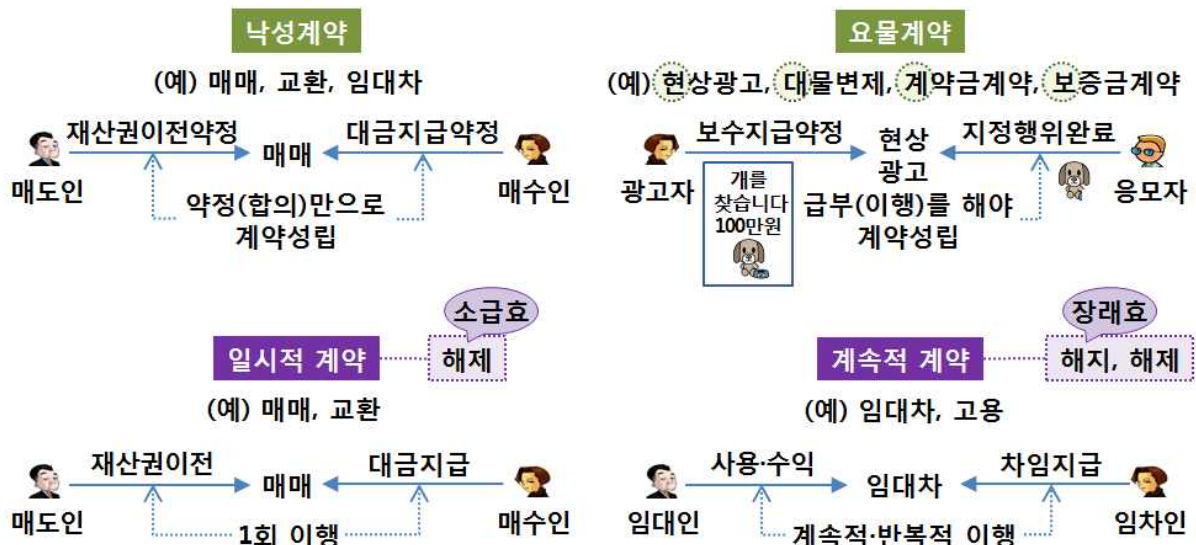 낙성계약
(예) 매매, 교환, 임대차
재산권이전약정
대금지급약정
매매
매도인
매수인
약정(합의)만으로
계약성립
요물계약
(예) 현상광고, 대물변제, 계약금계약, 보증금계약
보수지급약정
현상
광고
지정행위완료
광고자
응모자
개를
찾습니다
100만원
급부(이행)를 해야
계약성립
소급효
일시적 계약
해제
(예) 매매, 교환
재산권이전
대금지급
매매
매도인
매수인
1회 이행
장래효
계속적 계약
해지, 해제
(예) 임대차, 고용
사용·수익
차임지급
임대차
임대인
임차인
계속적·반복적 이행